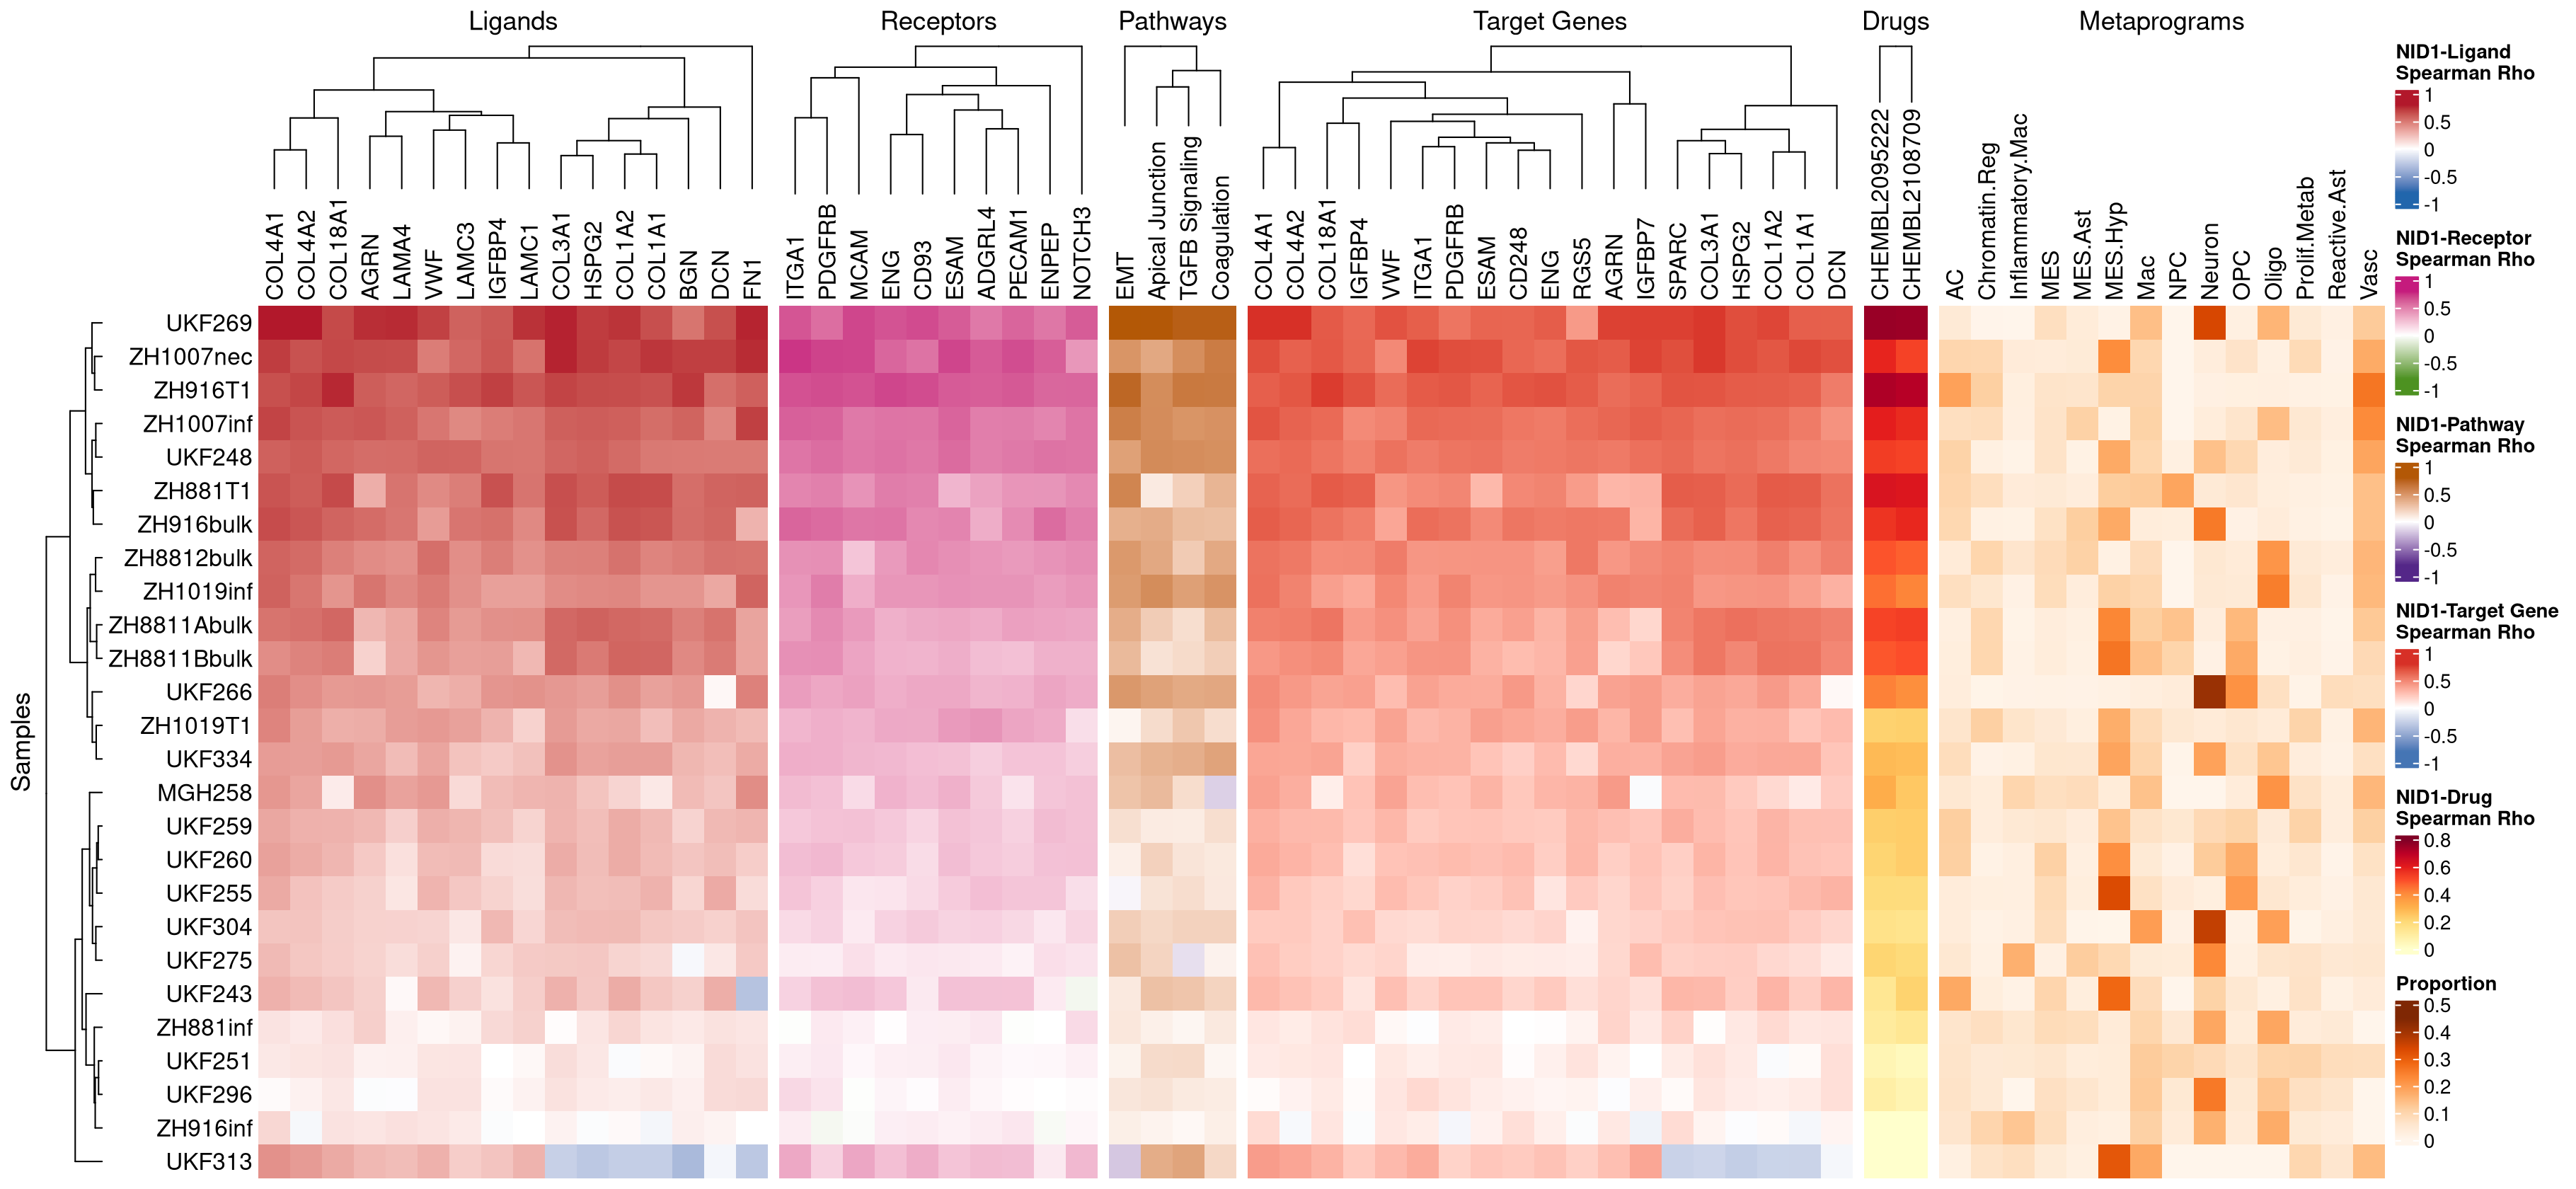 Ligands
Receptors
Pathways
Target Genes
Drugs
Metaprograms
COL4A1
COL4A2
COL18A1
AGRN
LAMA4
VWF
LAMC3
IGFBP4
LAMC1
COL3A1
HSPG2
COL1A2
COL1A1
BGN
DCN
FN1
ITGA1
PDGFRB
MCAM
ENG
CD93
ESAM
ADGRL4
PECAM1
ENPEP
NOTCH3
EMT
Apical Junction
TGFB Signaling
Coagulation
COL4A1
COL4A2
COL18A1
IGFBP4
VWF
ITGA1
PDGFRB
ESAM
CD248
ENG
RGS5
AGRN
IGFBP7
SPARC
COL3A1
HSPG2
COL1A2
COL1A1
DCN
CHEMBL2095222
CHEMBL2108709
AC
Chromatin.Reg
Inflammatory.Mac
MES
MES.Ast
MES.Hyp
Mac
NPC
Neuron
OPC
Oligo
Prolif.Metab
Reactive.Ast
Vasc
Samples
UKF269
ZH1007nec
ZH916T1
ZH1007inf
UKF248
ZH881T1
ZH916bulk
ZH8812bulk
ZH1019inf
ZH8811Abulk
ZH8811Bbulk
UKF266
ZH1019T1
UKF334
MGH258
UKF259
UKF260
UKF255
UKF304
UKF275
UKF243
ZH881inf
UKF251
UKF296
ZH916inf
UKF313
NID1-Ligand
Spearman Rho
1
0.5
0
-0.5
-1
NID1-Receptor
Spearman Rho
1
0.5
0
-0.5
-1
NID1-Pathway
Spearman Rho
1
0.5
0
-0.5
-1
NID1-Target Gene
Spearman Rho
1
0.5
0
-0.5
-1
NID1-Drug
Spearman Rho
0.8
0.6
0.4
0.2
0
Proportion
0.5
0.4
0.3
0.2
0.1
0